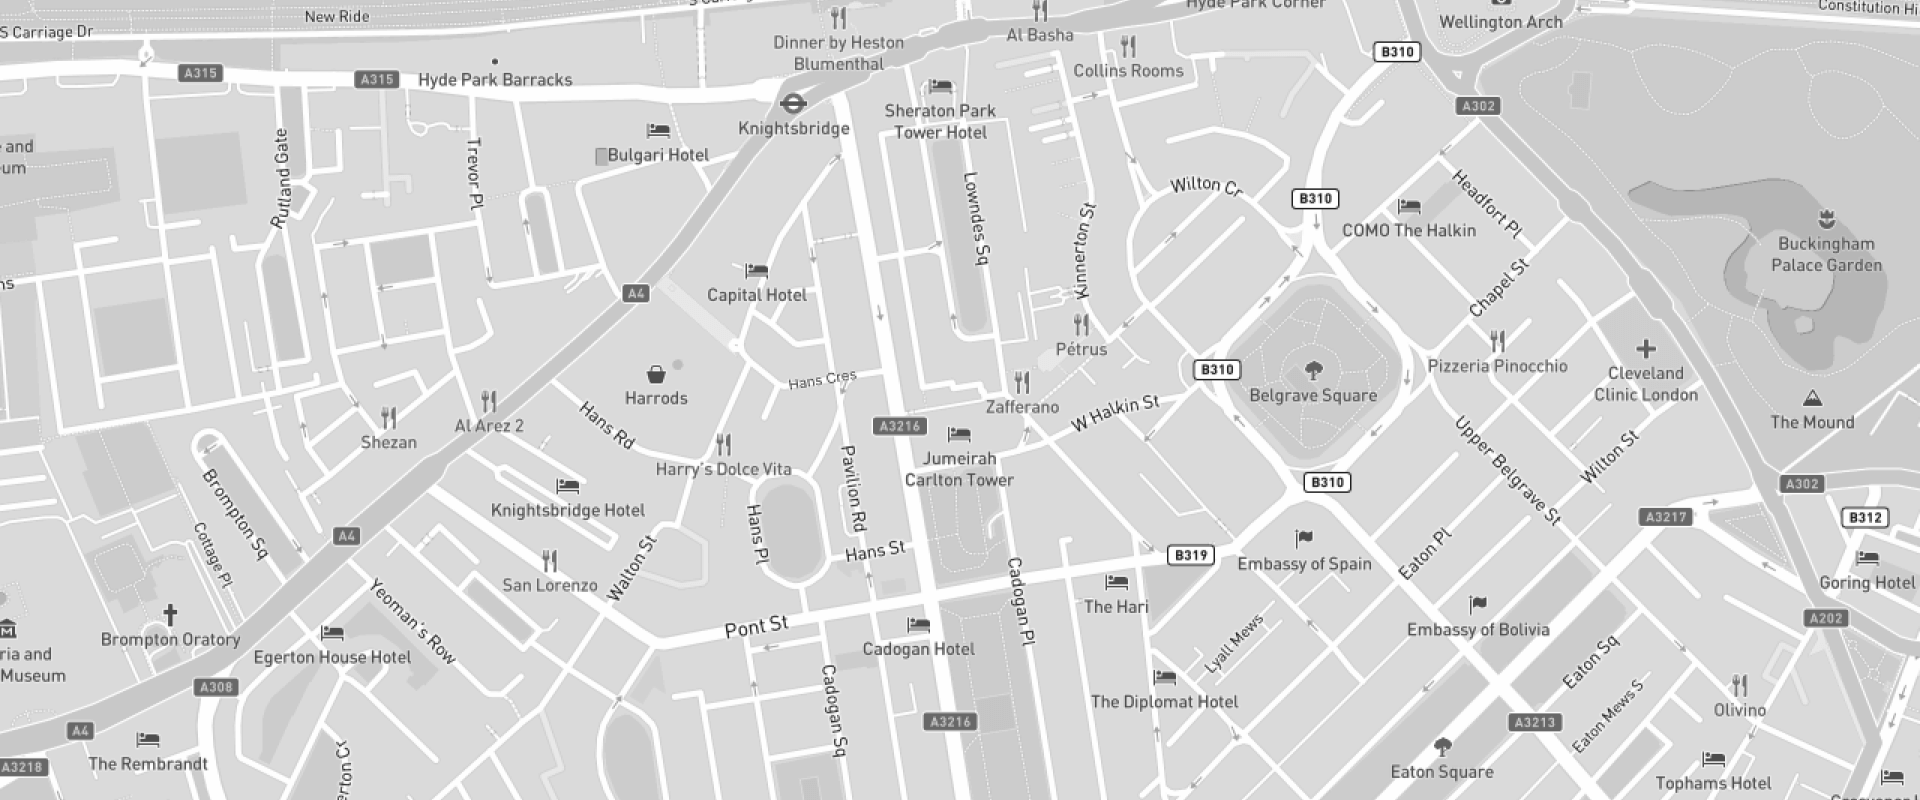 New Ride
S Carriage Dr
Hyde Park Corner
Constitution Hi
Wellington Arch
Dinner by Heston
Blumenthal
Al Basha
Collins Rooms
B310
A315
A315
Hyde Park Barracks
Sheraton Park
Tower Hotel
A302
Knightsbridge
Bulgari Hotel
e and
um
Rutland Gate
Trevor Pl
Lowndes Sq
Wilton Cr
B310
Headfort Pl
COMO The Halkin
Kinnerton St
Buckingham
Palace Garden
Chapel St
ns
A4
Capital Hotel
Pétrus
B310
Belgrave Square
Pizzeria Pinocchio
Cleveland
Clinic London
The Mound
Harrods
Hans Cres
Zafferano
W Halkin St
Shezan
Al Arez 2
Hans Rd
A3216
Jumeirah
Carlton Tower
Harry's Dolce Vita
Upper Belgrave St
Wilton St
Brompton Sq
Knightsbridge Hotel
Pavilion Rd
B310
A302
A3217
B312
A4
Cottage Pl
Hans Pl
Hans St
B319
Embassy of Spain
Eaton Pl
San Lorenzo
Walton St
Cadogan Pl
The Hari
Goring Hotel
Yeoman's Row
Pont St
Brompton Oratory
Embassy of Bolivia
A202
ria and
Museum
Egerton House Hotel
Cadogan Hotel
Lyall Mews
Eaton Sq
A308
Cadogan Sq
The Diplomat Hotel
Eaton Mews S
Olivino
A4
A3216
A3213
A3218
The Rembrandt
erton Cr
Eaton Square
Tophams Hotel